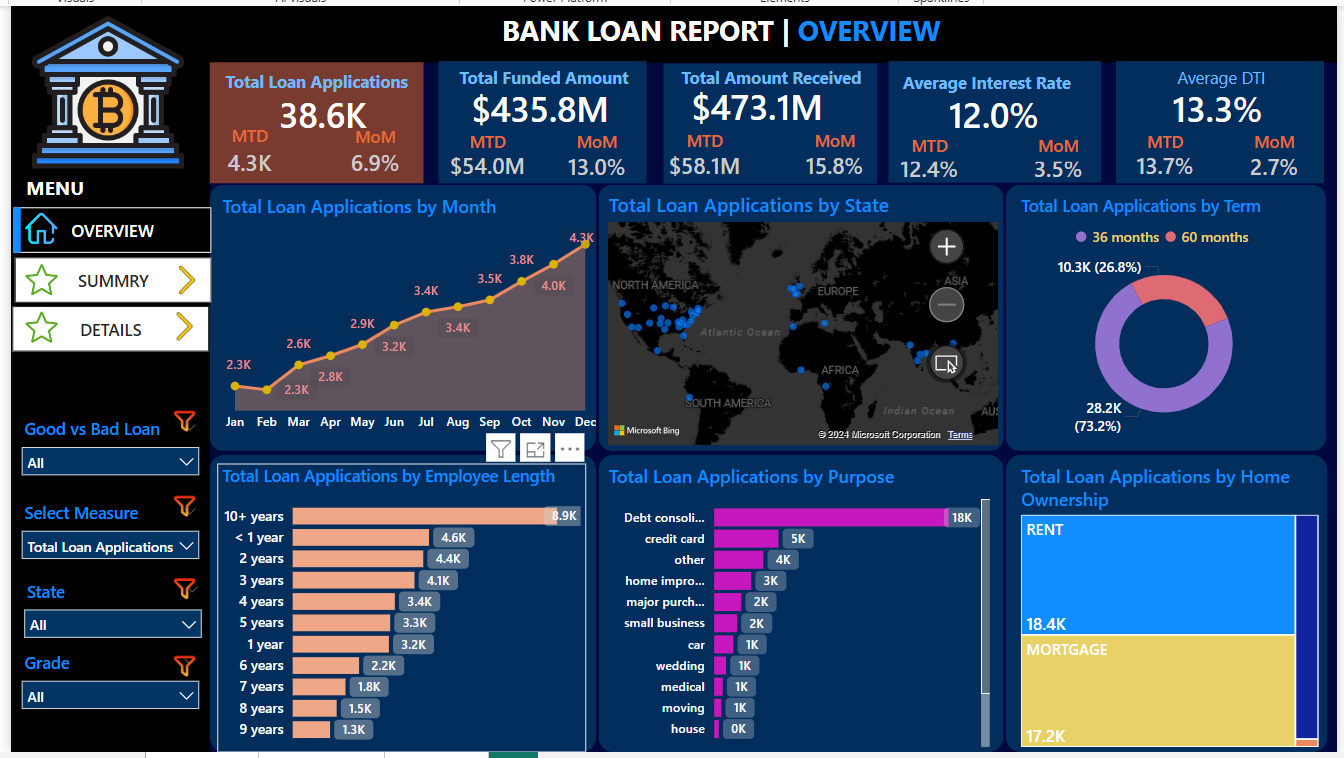 BANK LOAN REPORT | OVERVIEW
Total Loan Applications
38.6K
MTD
MoM
4.3K
6.9%
Total Funded Amount
$435.8M
MTD
MoM
$54.0M
13.0%
Total Amount Received
$473.1M
MTD
MoM
$58.1M
15.8%
Average Interest Rate
12.0%
MTD
MoM
12.4%
3.5%
Average DTI
13.3%
MTD
MoM
13.7%
2.7%
MENU
OVERVIEW
SUMMRY
DETAILS
Good vs Bad Loan
All
Select Measure
Total Loan Applications
State
All
Grade
All
Total Loan Applications by Month
2.3K
2.3K
2.6K
2.8K
2.9K
3.2K
3.4K
3.4K
3.5K
3.8K
4.0K
4.3K
Jan Feb Mar Apr May Jun Jul Aug Sep Oct Nov Dec
Total Loan Applications by State
NORTH AMERICA
EUROPE
ASIA
Atlantic Ocean
AFRICA
SOUTH AMERICA
Indian Ocean
AUS
Microsoft Bing
© 2024 Microsoft Corporation Terms
Total Loan Applications by Term
36 months 60 months
10.3K (26.8%)
28.2K
(73.2%)
Total Loan Applications by Employee Length
10+ years 8.9K
< 1 year 4.6K
2 years 4.4K
3 years 4.1K
4 years 3.4K
5 years 3.3K
1 year 3.2K
6 years 2.2K
7 years 1.8K
8 years 1.5K
9 years 1.3K
Total Loan Applications by Purpose
Debt consoli... 18K
credit card 5K
other 4K
home impro... 3K
major purch... 2K
small business 2K
car 1K
wedding 1K
medical 1K
moving 1K
house 0K
Total Loan Applications by Home
Ownership
RENT
18.4K
MORTGAGE
17.2K